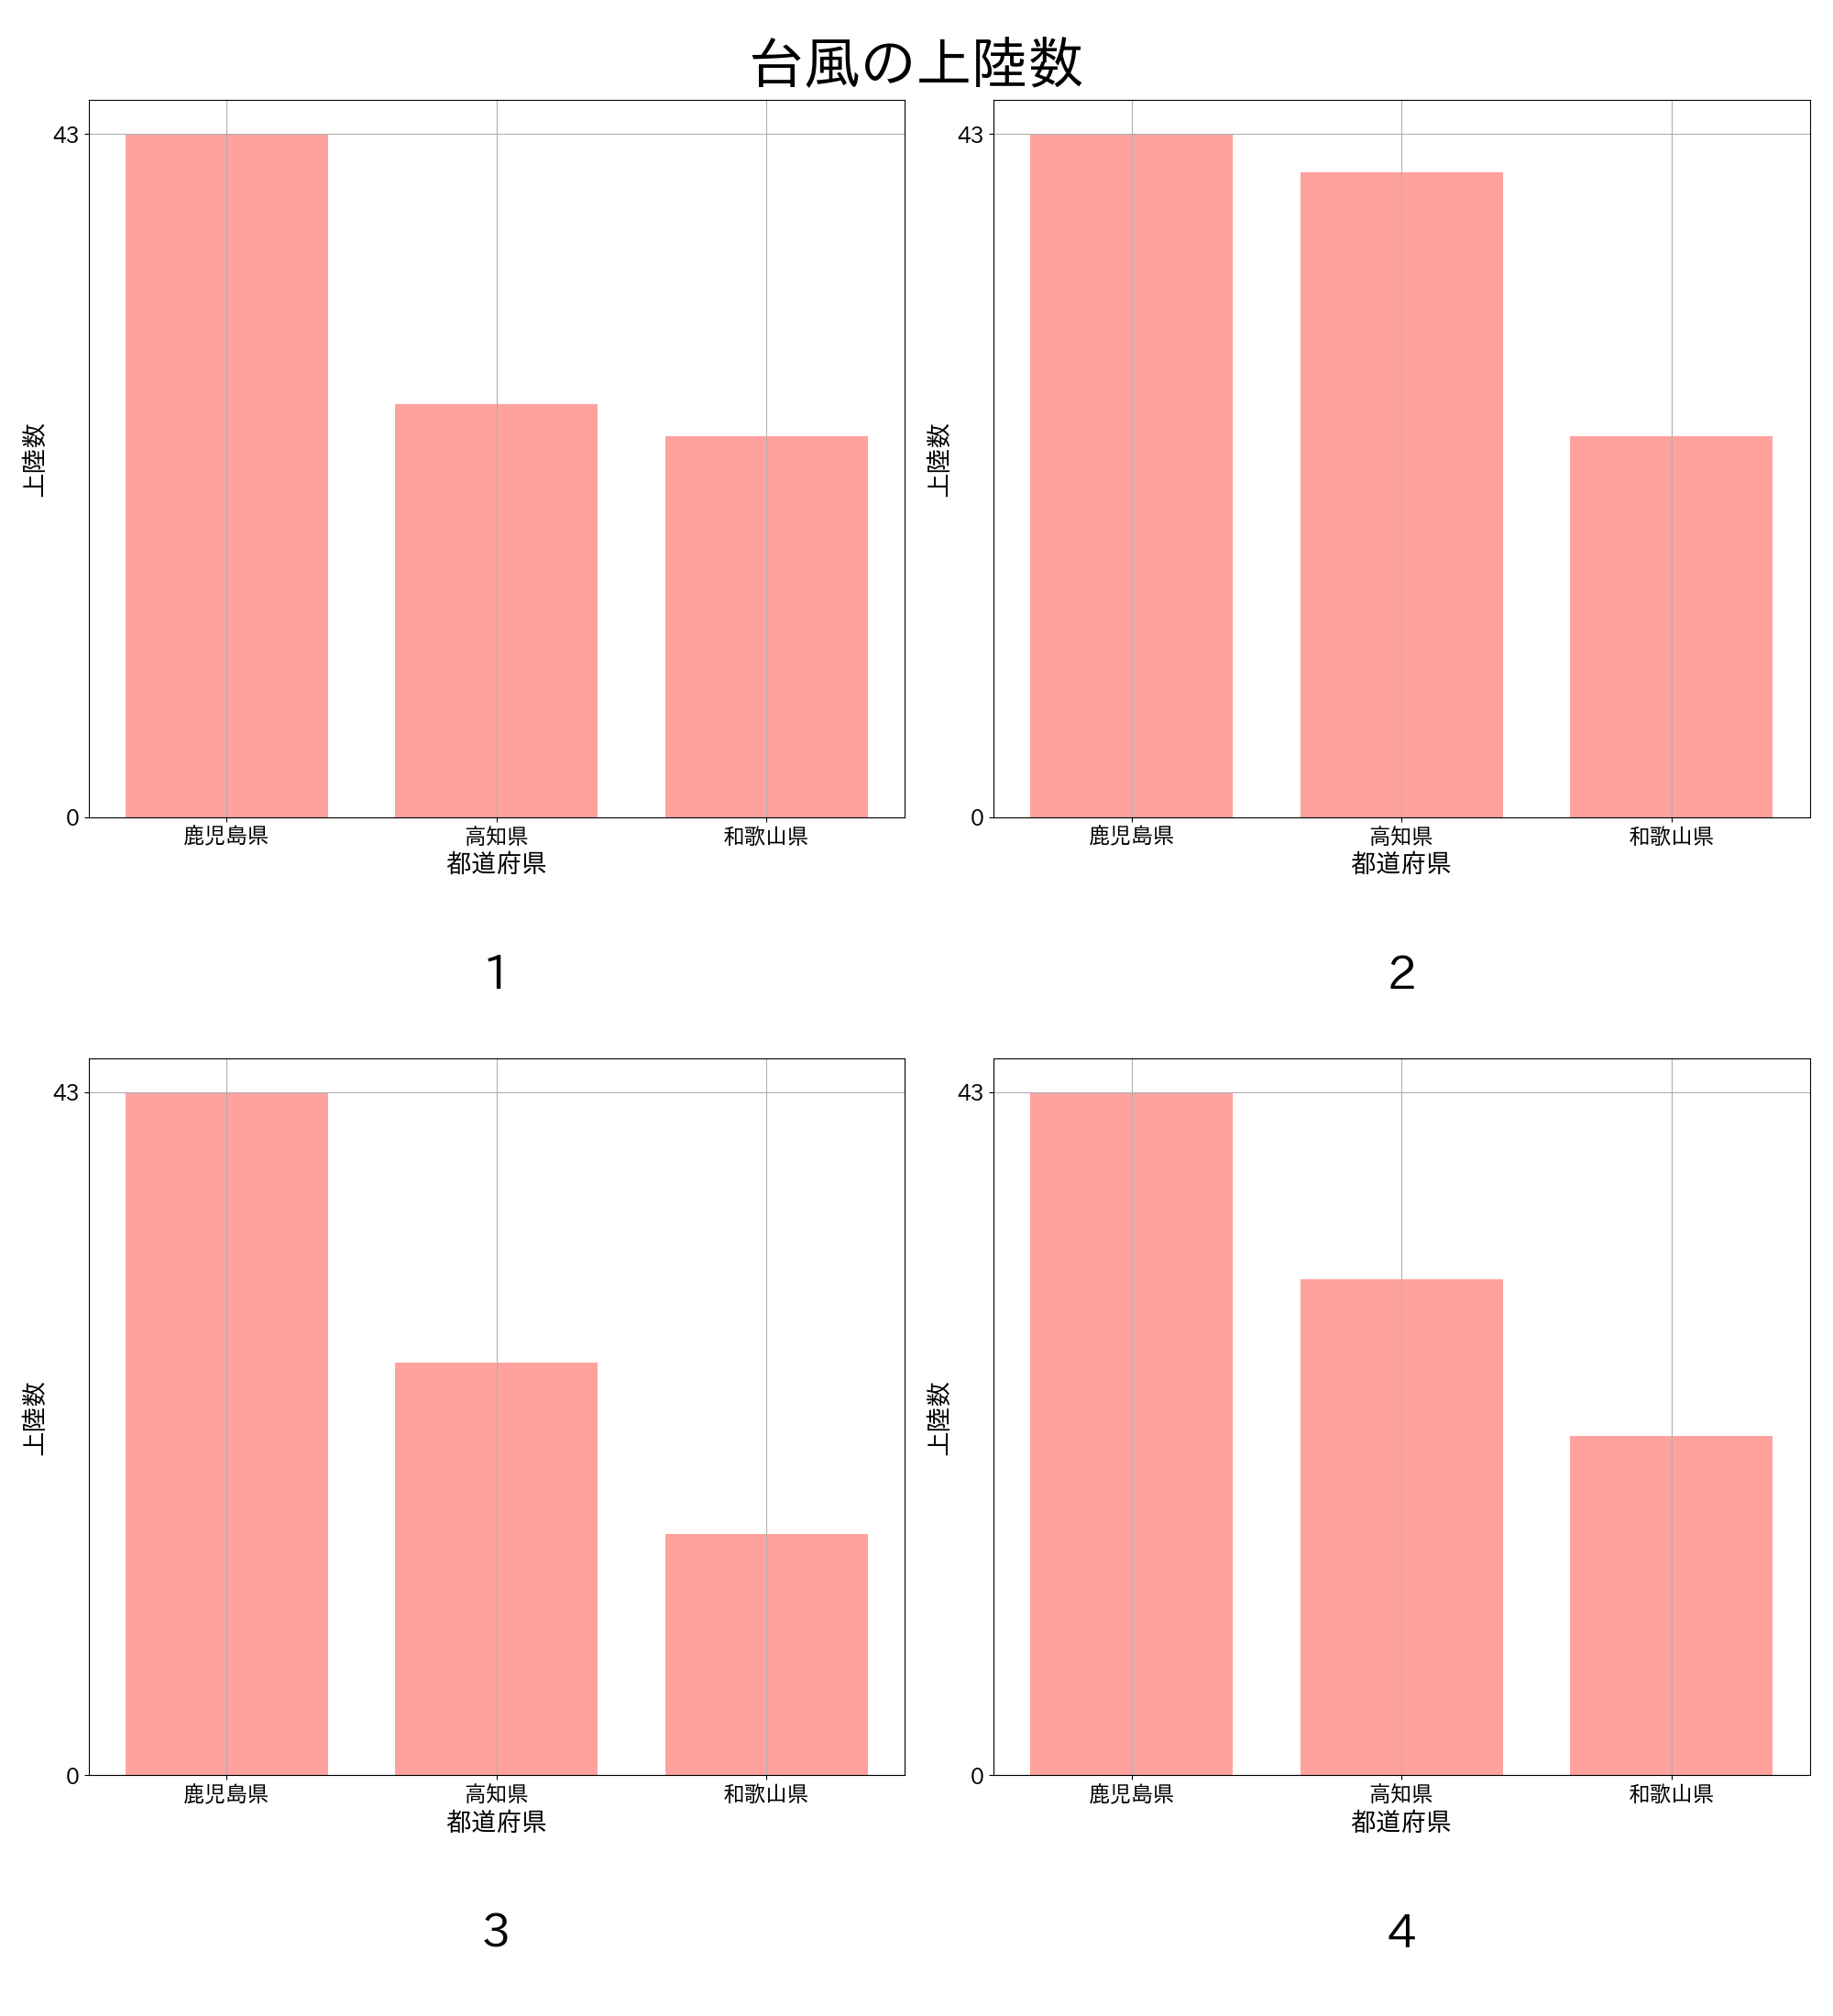 台風の上陸数
43
0
上陸数
鹿児島県 高知県 和歌山県
都道府県
1
43
0
上陸数
鹿児島県 高知県 和歌山県
都道府県
2
43
0
上陸数
鹿児島県 高知県 和歌山県
都道府県
3
43
0
上陸数
鹿児島県 高知県 和歌山県
都道府県
4